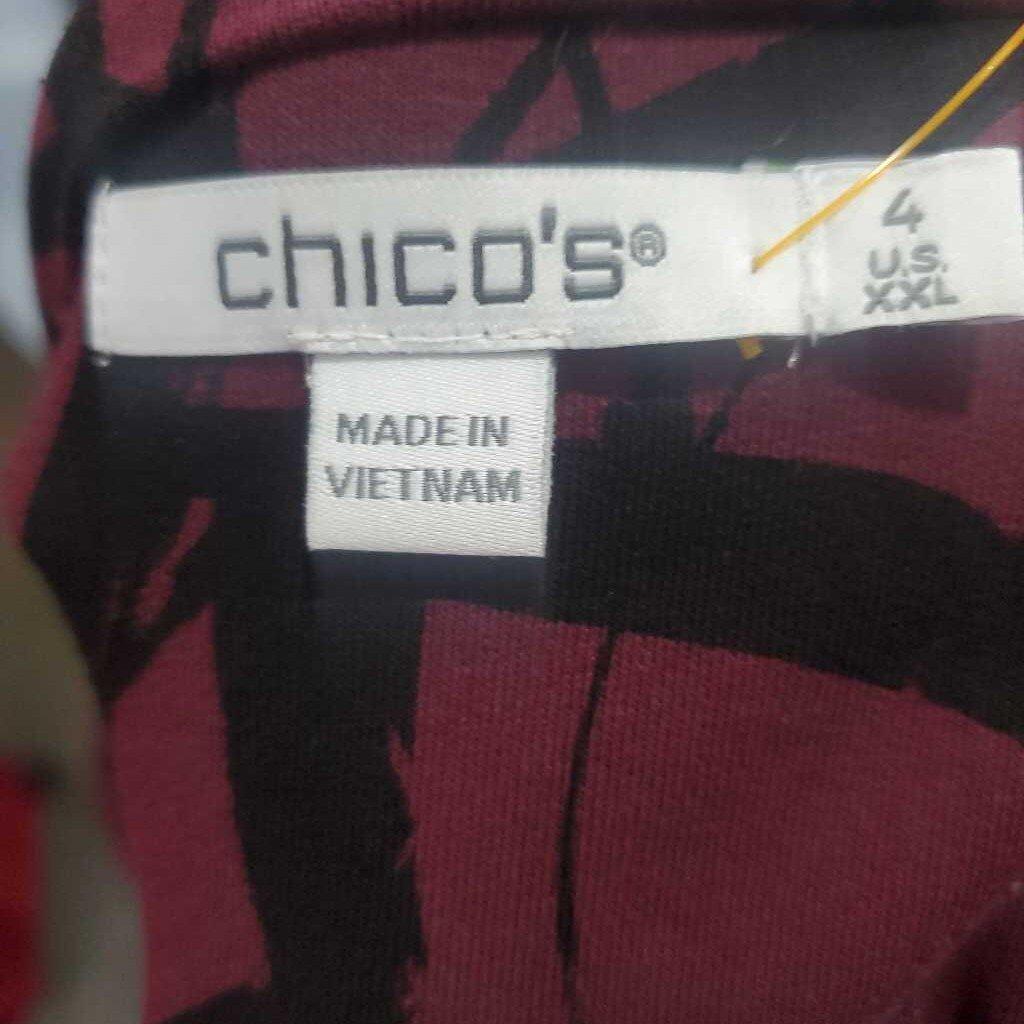 chico's®
4
U.S.
XXL
MADE IN
VIETNAM